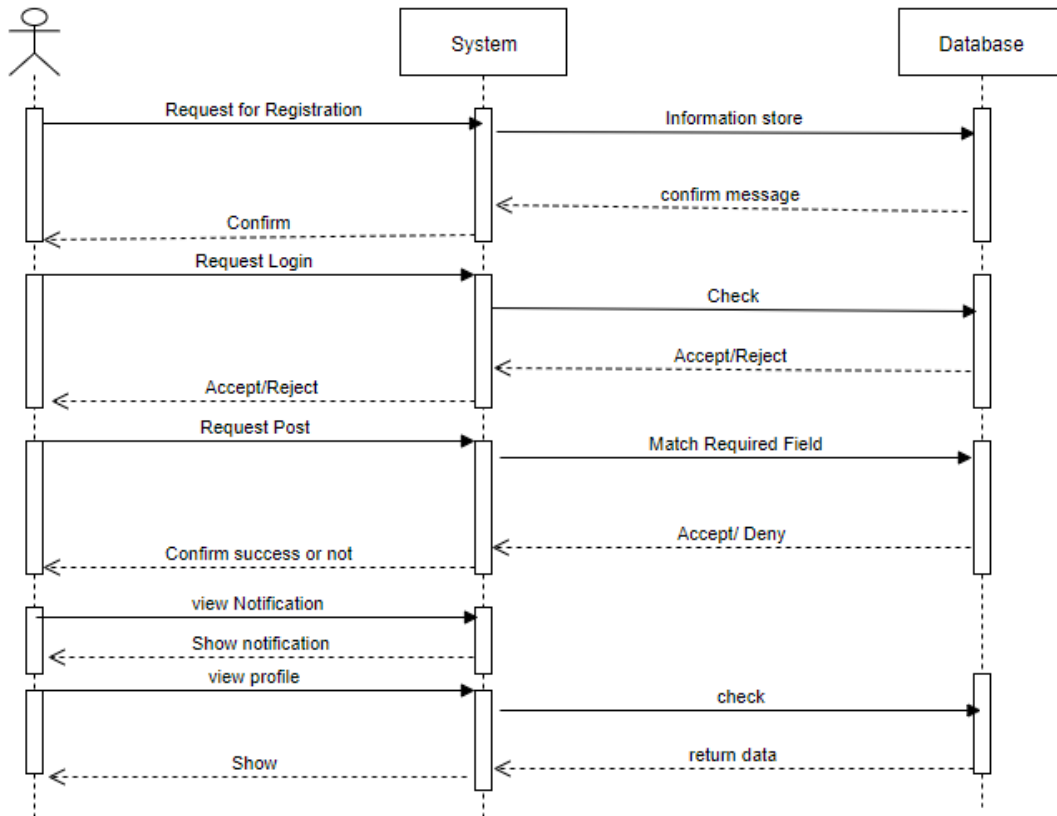 System
Database
Request for Registration
Information store
confirm message
Confirm
Request Login
Check
Accept/Reject
Accept/Reject
Request Post
Match Required Field
Accept/ Deny
Confirm success or not
view Notification
Show notification
view profile
check
return data
Show